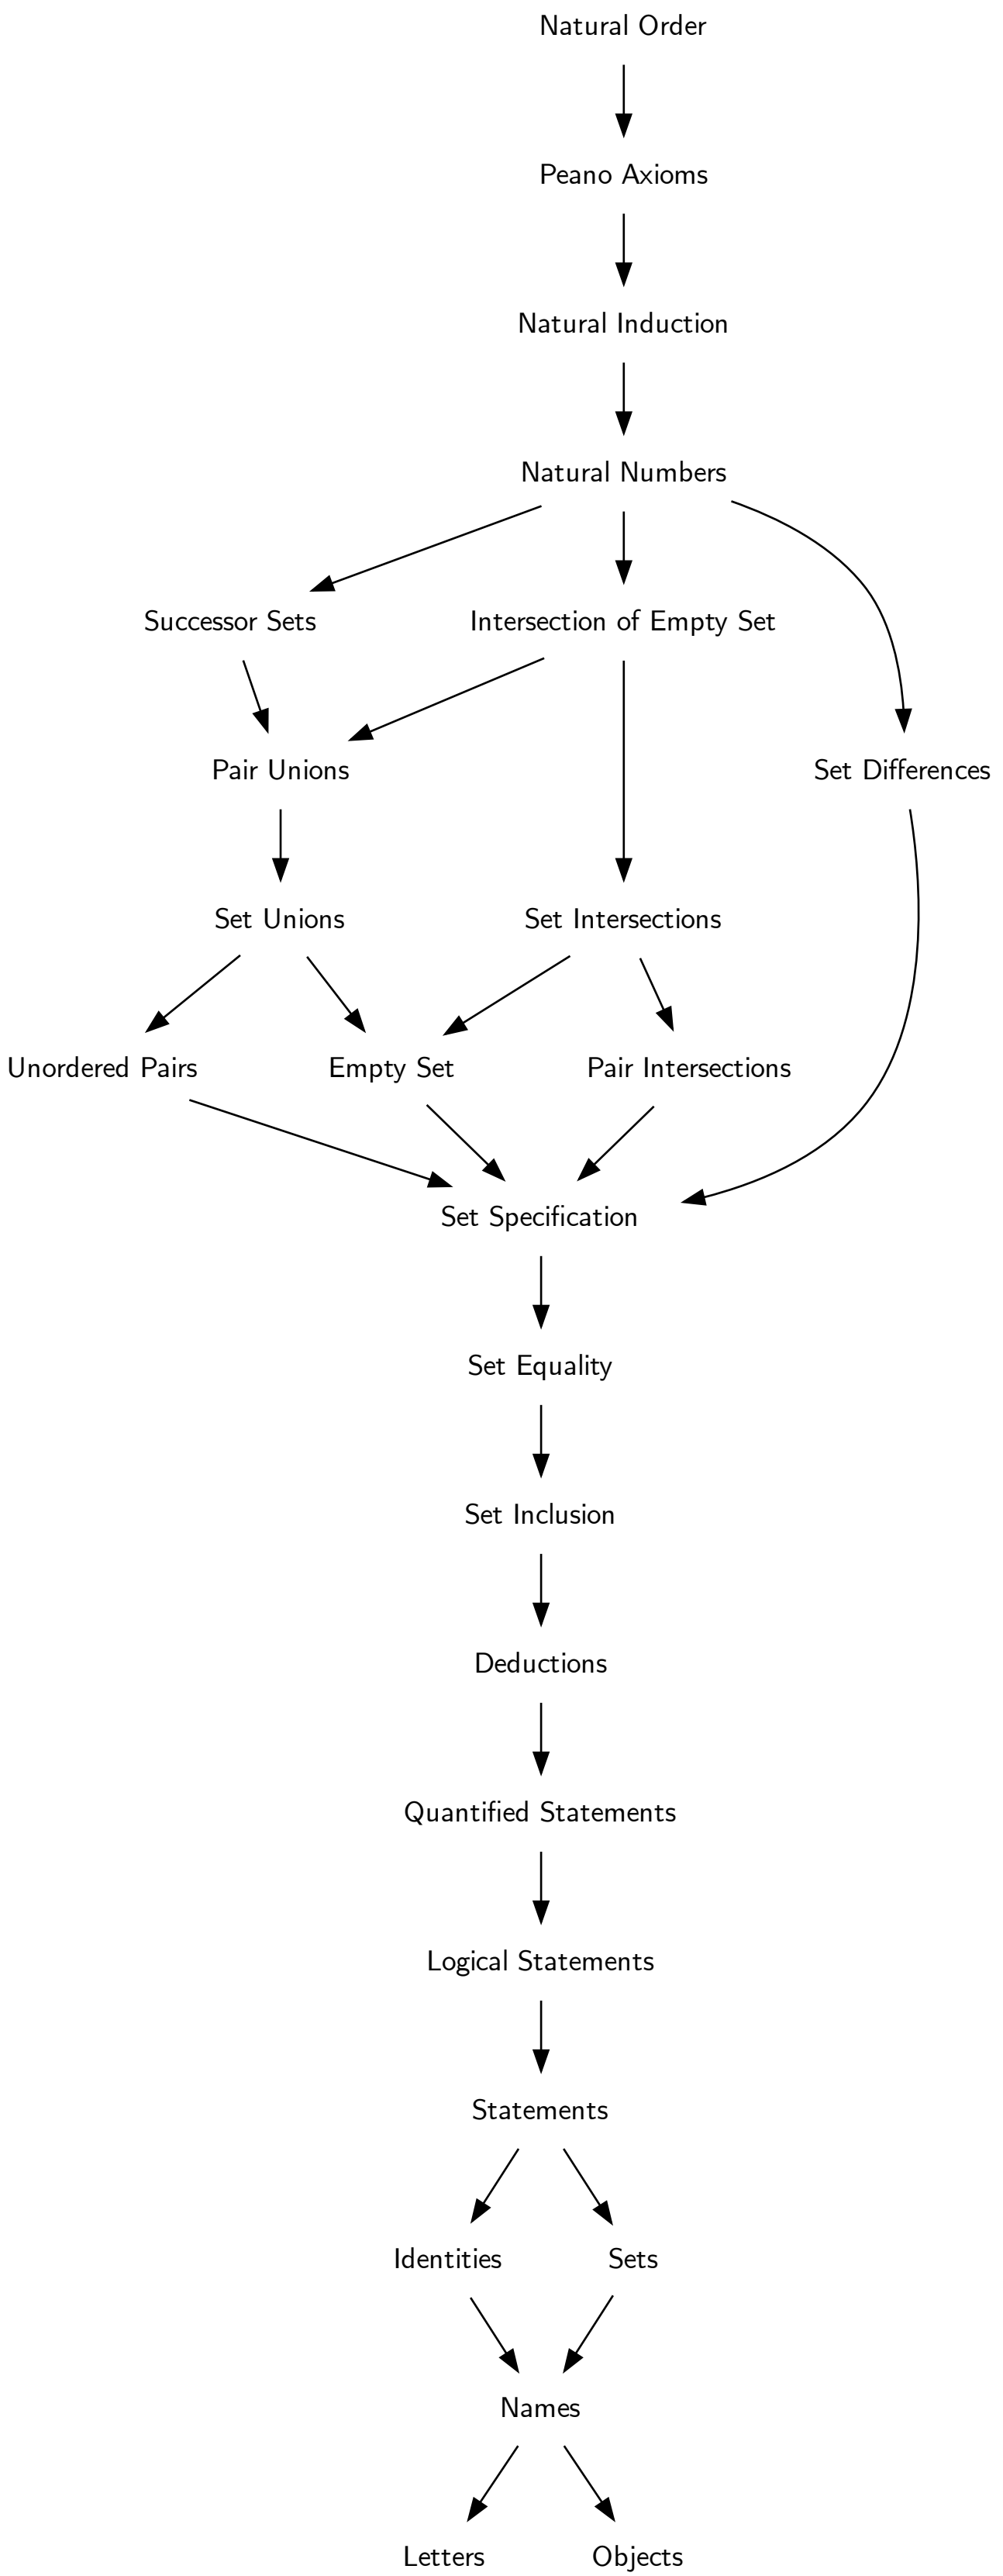 Natural Order
Peano Axioms
Natural Induction
Natural Numbers
Successor Sets
Intersection of Empty Set
Pair Unions
Set Differences
Set Unions
Set Intersections
Unordered Pairs
Empty Set
Pair Intersections
Set Specification
Set Equality
Set Inclusion
Deductions
Quantified Statements
Logical Statements
Statements
Identities
Sets
Names
Letters
Objects